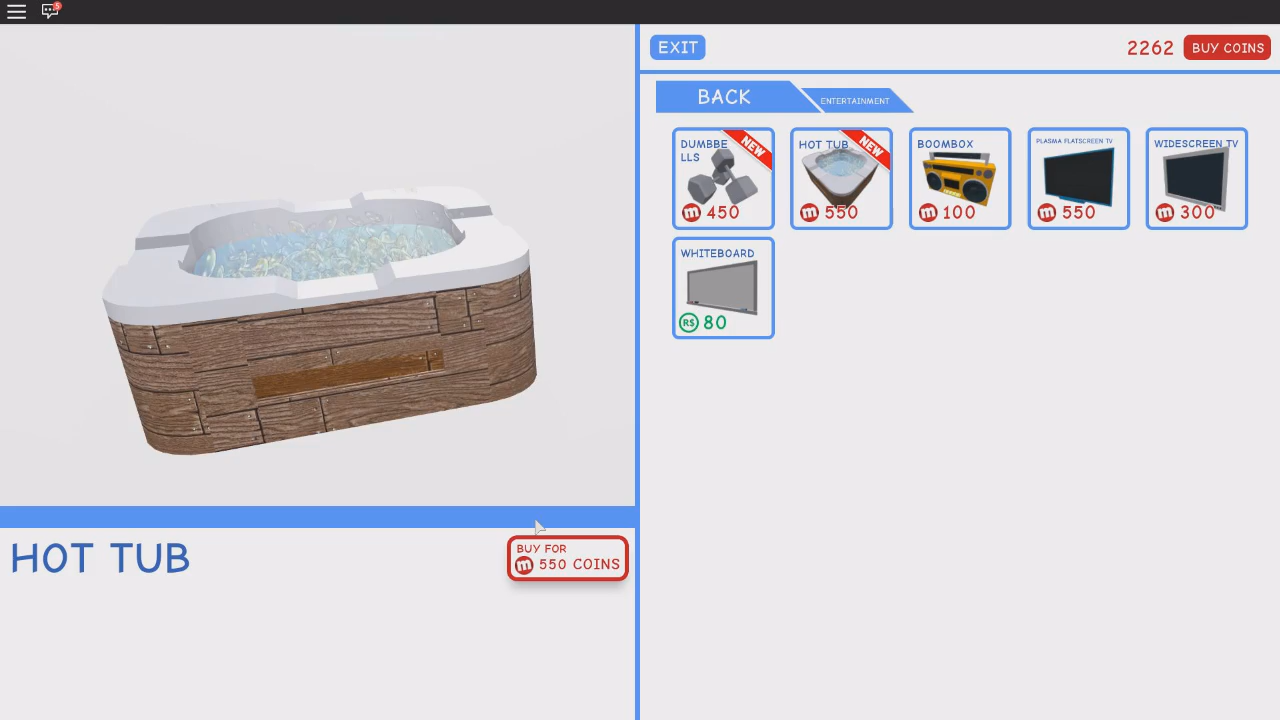 5
EXIT
2262
BUY COINS
BACK
ENTERTAINMENT
DUMBBE
LLS
NEW
450
HOT TUB
NEW
550
BOOMBOX
100
PLASMA FLATSCREEN TV
550
WIDESCREEN TV
300
WHITEBOARD
R$ 80
HOT TUB
BUY FOR
550 COINS